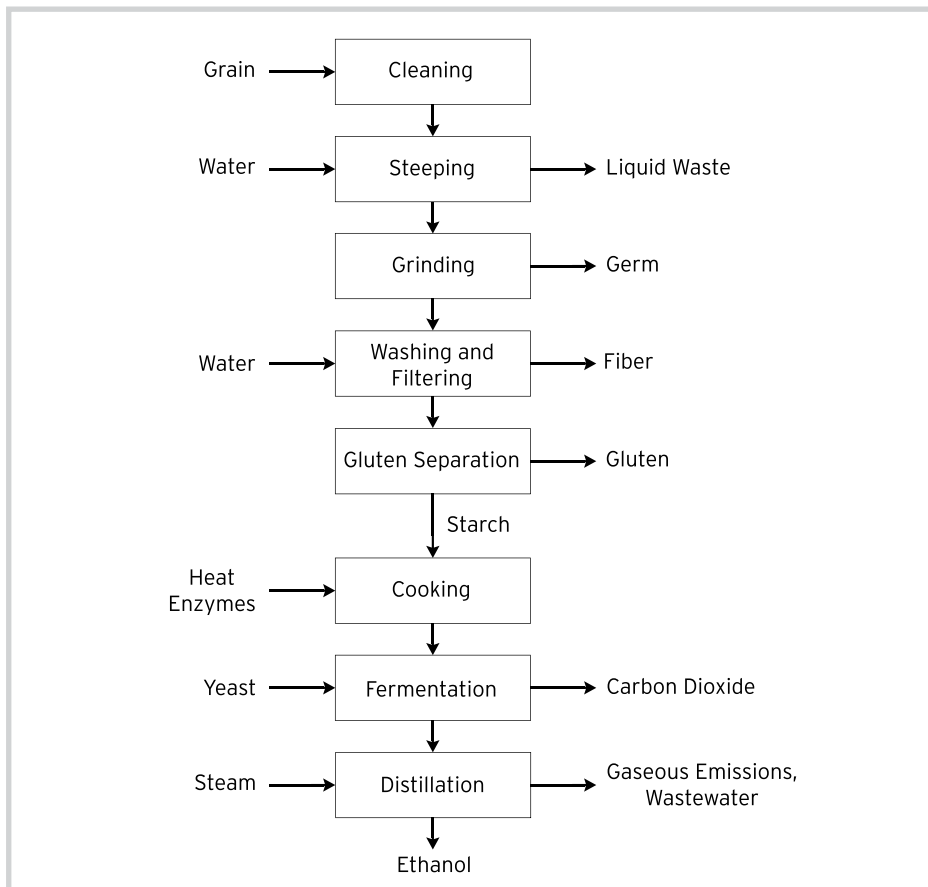 Grain
Cleaning
Water
Steeping
Liquid Waste
Grinding
Germ
Water
Washing and
Filtering
Fiber
Gluten Separation
Gluten
Starch
Heat
Enzymes
Cooking
Yeast
Fermentation
Carbon Dioxide
Steam
Distillation
Gaseous Emissions,
Wastewater
Ethanol